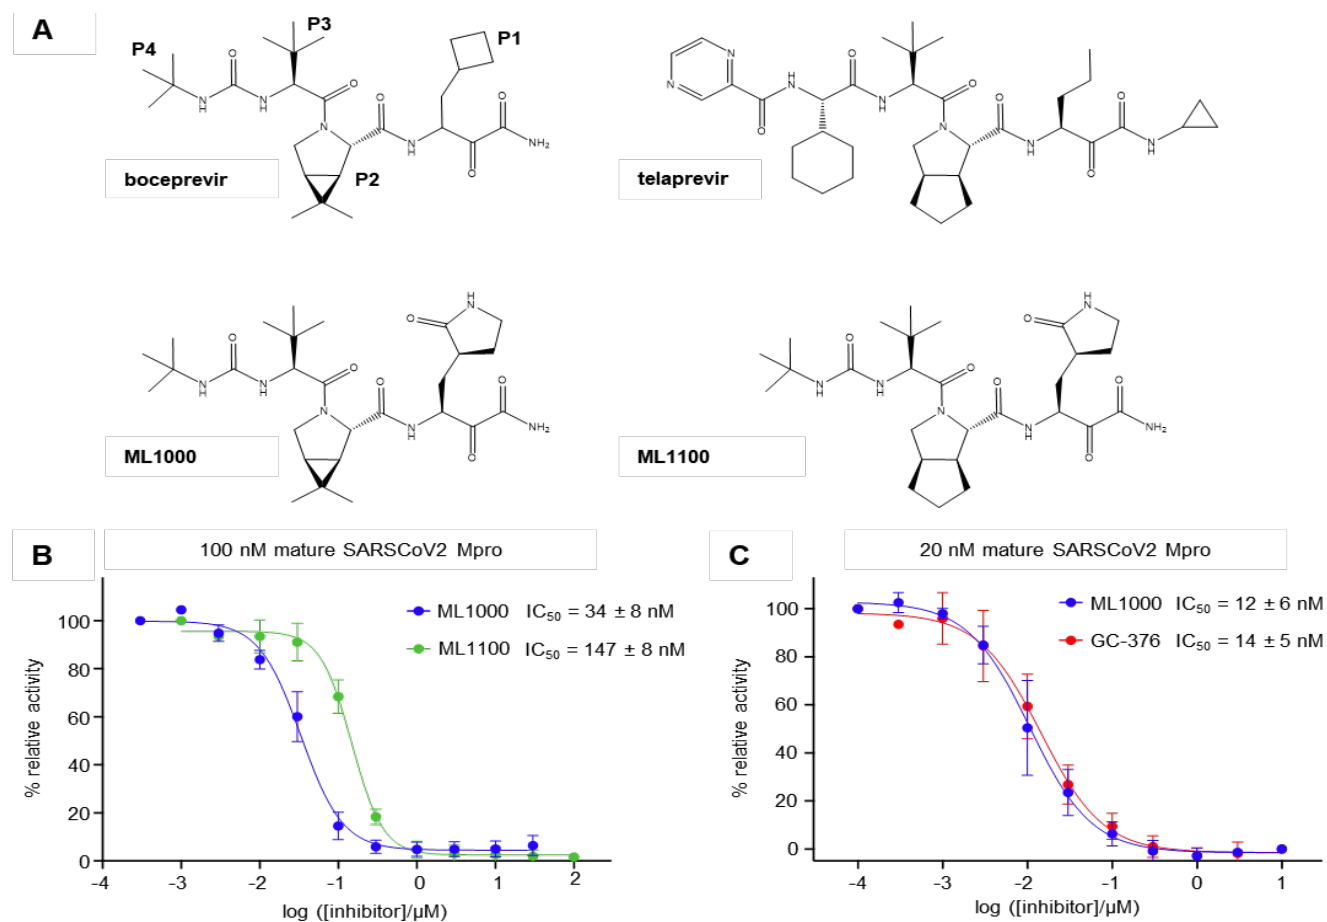 A
P4
P3
P1
P2
O
N
H
N
H
O
N
O
N
H
O
O
NH₂
boceprevir
N
N
O
H
N
O
N
H
O
N
O
N
H
O
O
N
H
telaprevir
H
N
O
O
N
H
N
H
O
N
O
N
H
O
O
NH₂
ML1000
H
N
O
O
N
H
N
H
O
N
O
N
H
O
O
NH₂
ML1100
B
100 nM mature SARSCoV2 Mpro
ML1000 IC₅₀ = 34 ± 8 nM
ML1100 IC₅₀ = 147 ± 8 nM
% relative activity
100
80
60
40
20
0
-4 -3 -2 -1 0 1 2
log ([inhibitor]/µM)
C
20 nM mature SARSCoV2 Mpro
ML1000 IC₅₀ = 12 ± 6 nM
GC-376 IC₅₀ = 14 ± 5 nM
% relative activity
100
80
60
40
20
0
-4 -3 -2 -1 0 1
log ([inhibitor]/µM)